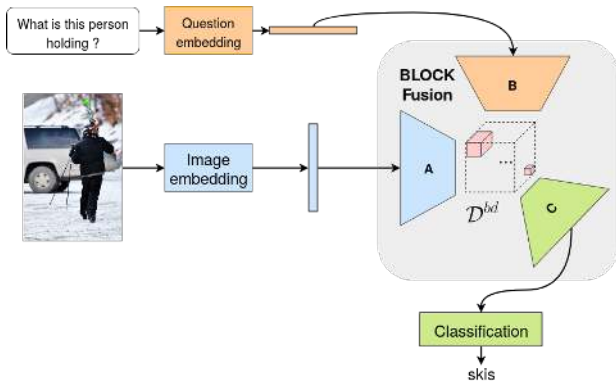 What is this person
holding ?
Question
embedding
BLOCK
Fusion
B
Image
embedding
A
...
C
𝒟^{bd}
Classification
skis